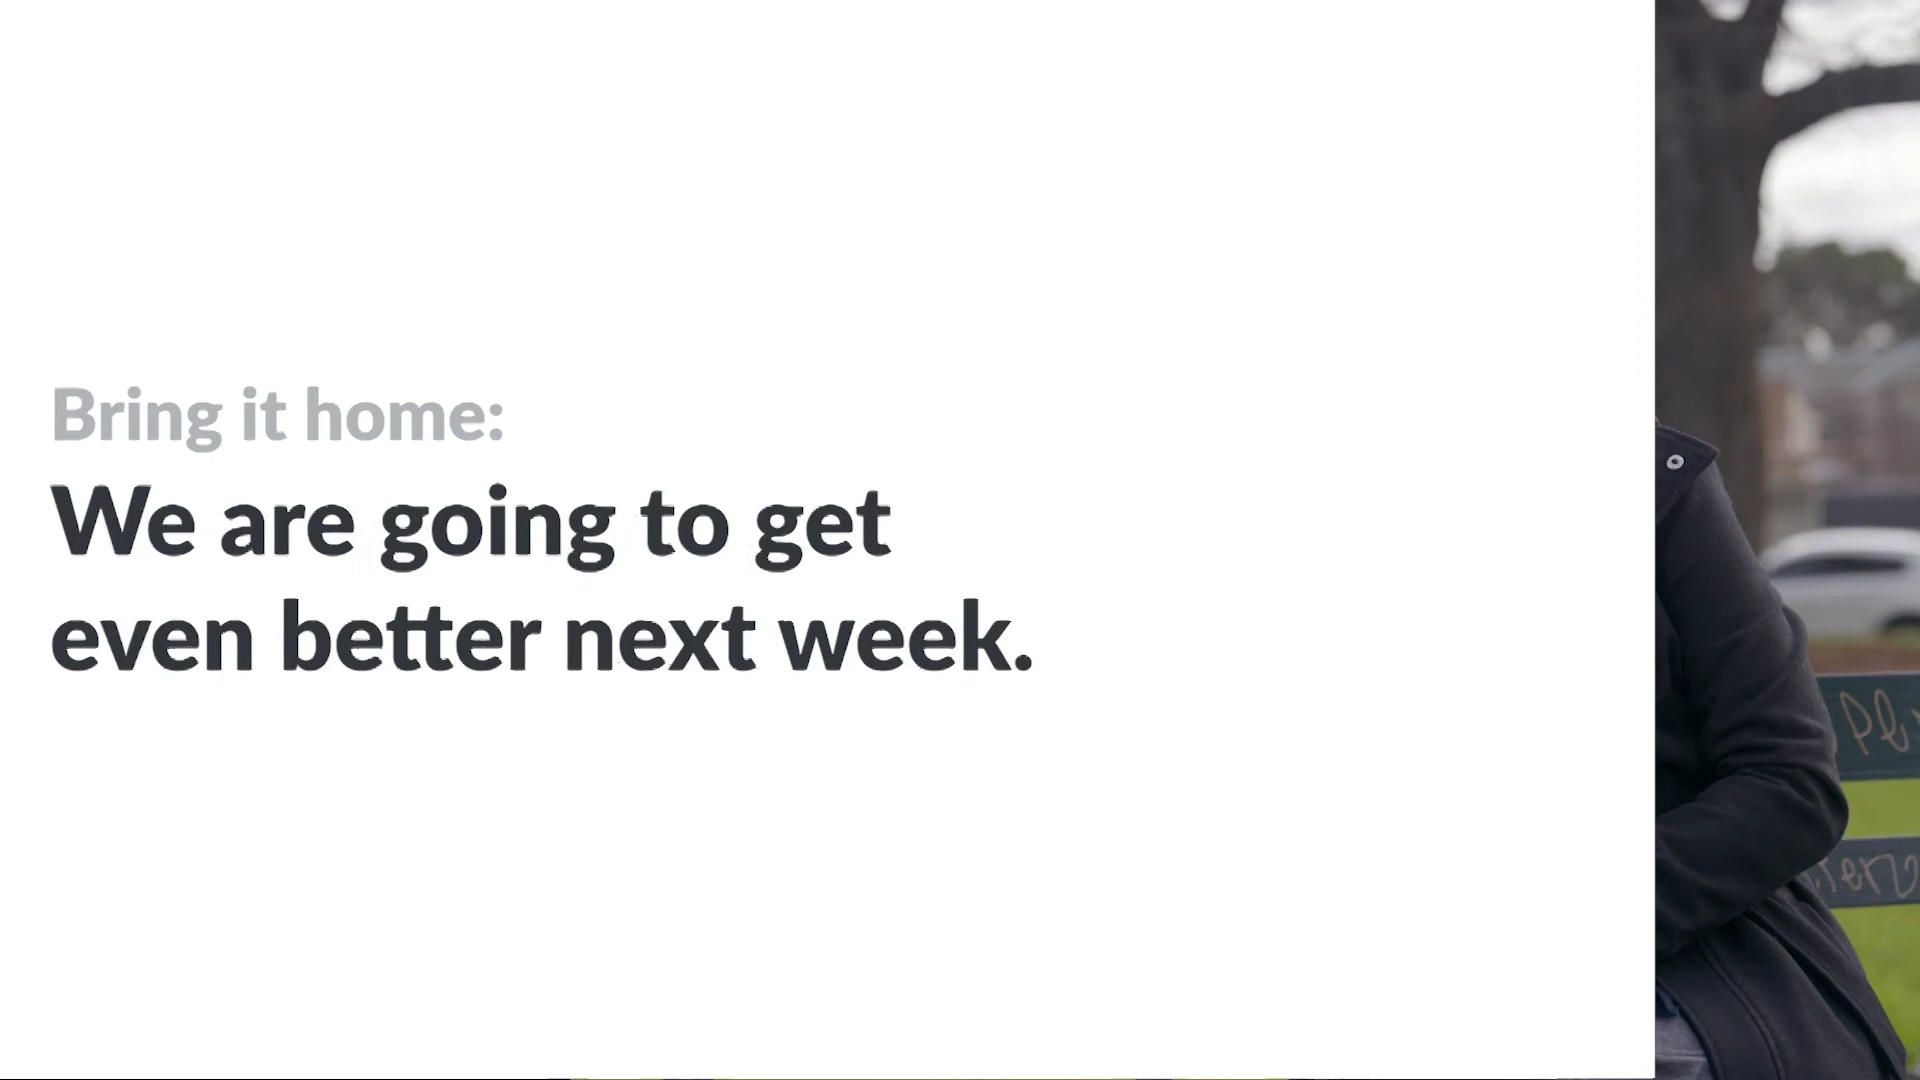 Bring it home:
We are going to get
even better next week.